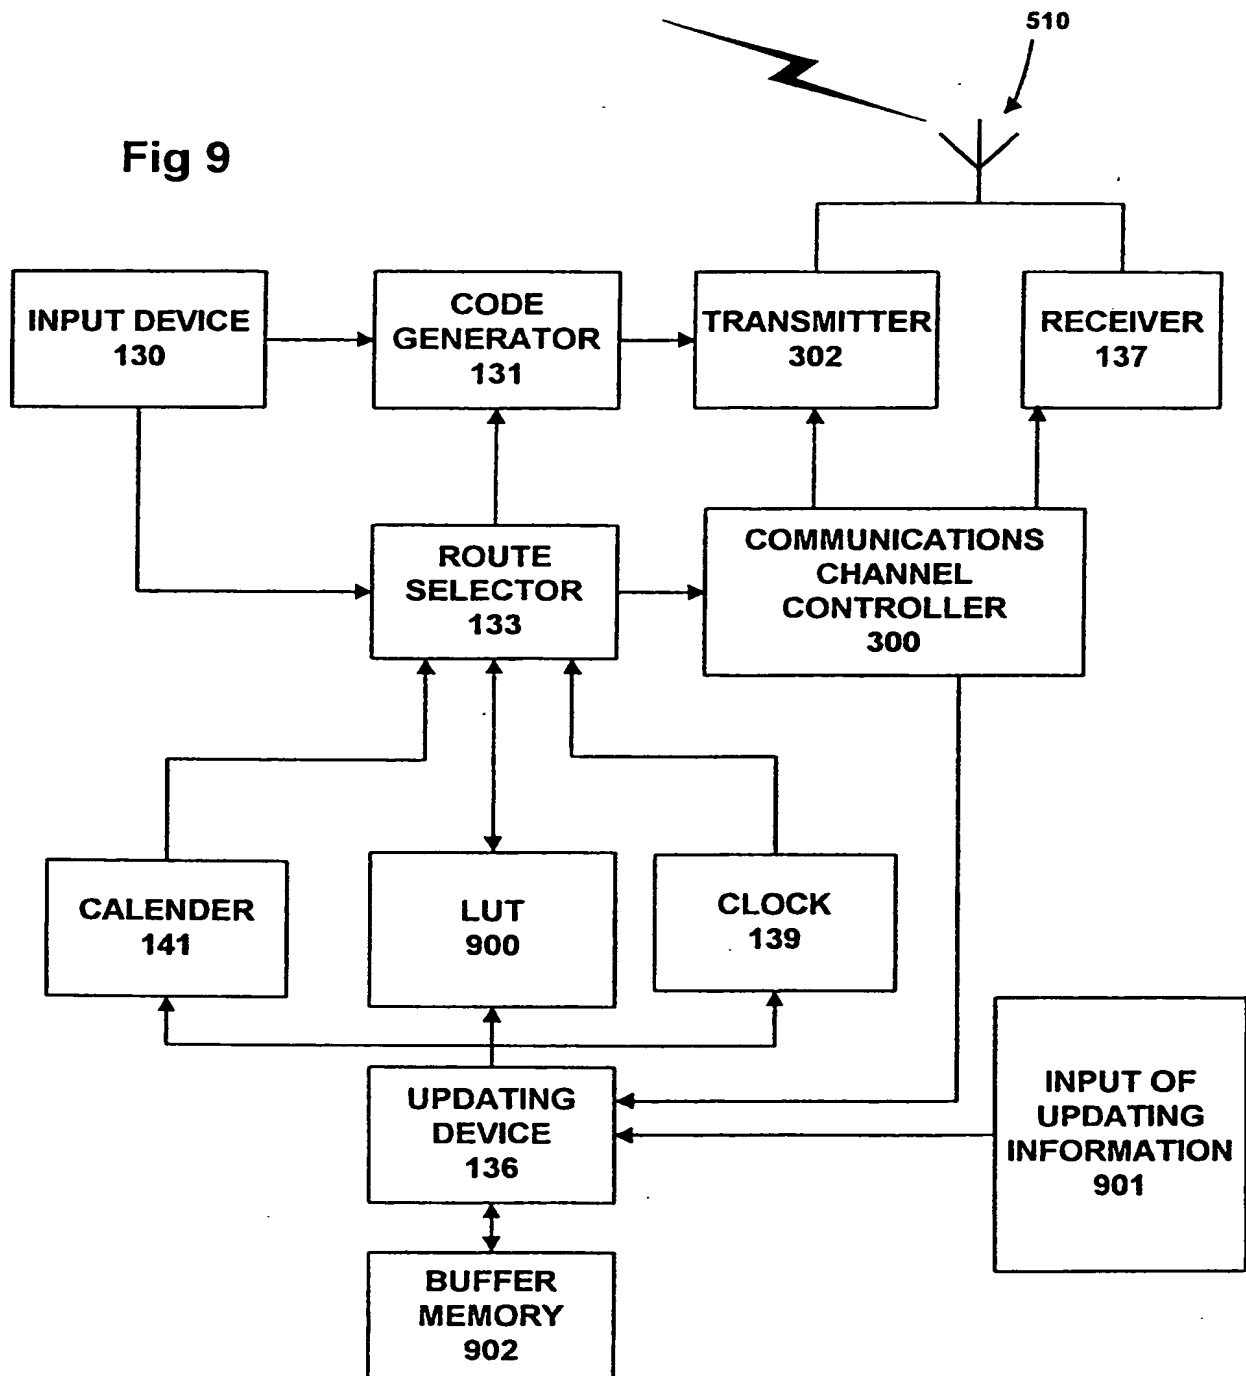 510
Fig 9
INPUT DEVICE
130
CODE
GENERATOR
131
TRANSMITTER
302
RECEIVER
137
ROUTE
SELECTOR
133
COMMUNICATIONS
CHANNEL
CONTROLLER
300
CALENDER
141
LUT
900
CLOCK
139
UPDATING
DEVICE
136
INPUT OF
UPDATING
INFORMATION
901
BUFFER
MEMORY
902